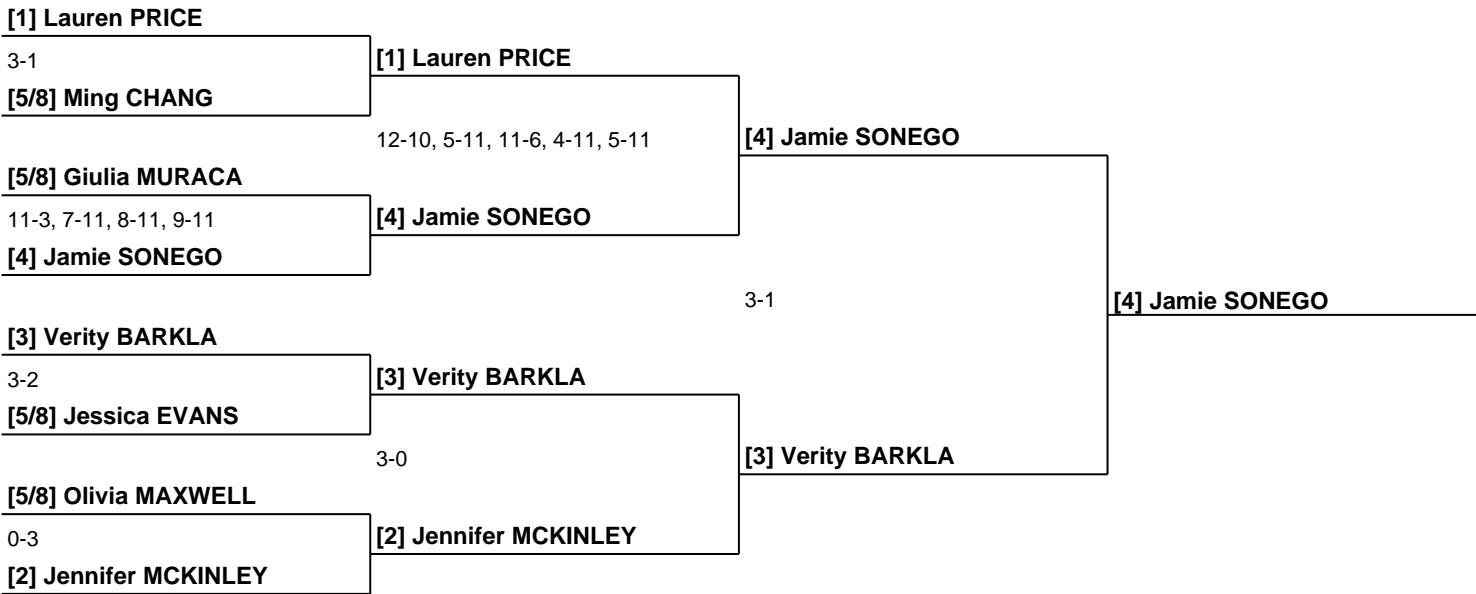 [1] Lauren PRICE
3-1
[5/8] Ming CHANG
[5/8] Giulia MURACA
11-3, 7-11, 8-11, 9-11
[4] Jamie SONEGO
[3] Verity BARKLA
3-2
[5/8] Jessica EVANS
[5/8] Olivia MAXWELL
0-3
[2] Jennifer MCKINLEY
[1] Lauren PRICE
12-10, 5-11, 11-6, 4-11, 5-11
[4] Jamie SONEGO
[3] Verity BARKLA
3-0
[2] Jennifer MCKINLEY
[4] Jamie SONEGO
3-1
[3] Verity BARKLA
[4] Jamie SONEGO